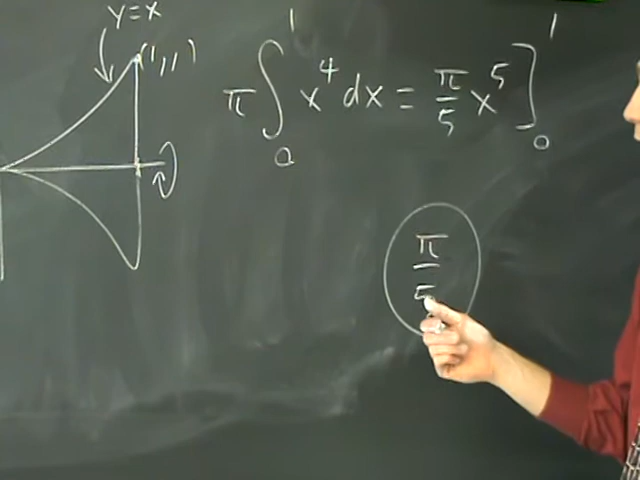 y=x
(1,1)
π∫₀¹ x⁴ dx = π/5 x⁵]₀¹
π/5